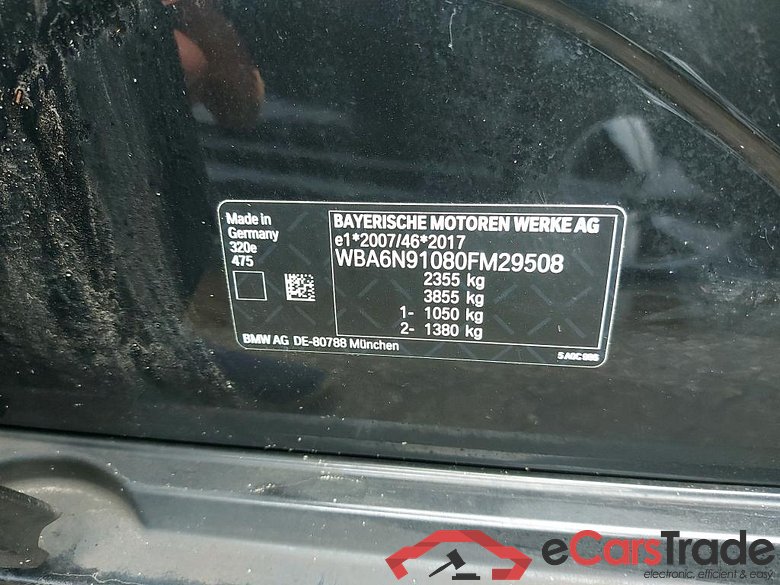 Made in
Germany
320e
475
BAYERISCHE MOTOREN WERKE AG
e1*2007/46*2017
WBA6N91080FM29508
2355 kg
3855 kg
1- 1050 kg
2- 1380 kg
BMW AG DE-80788 München
eCarsTrade
electronic, efficient & easy